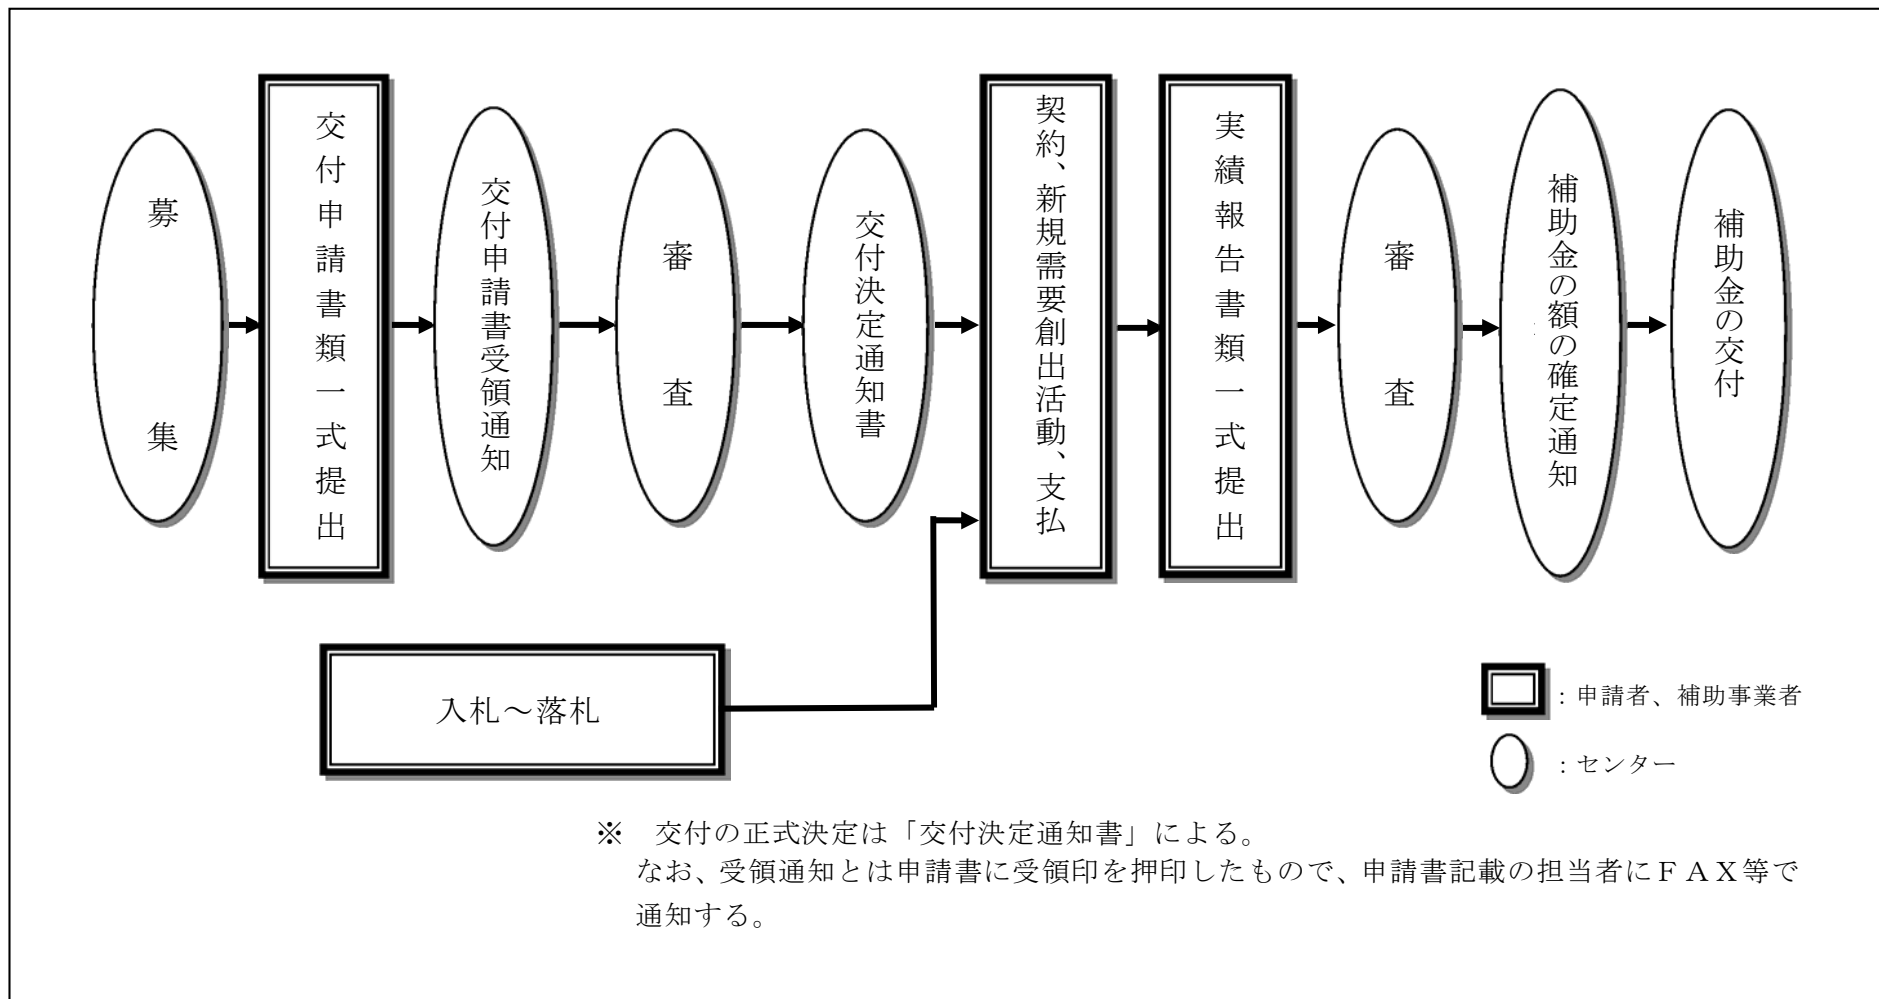 募集
交付申請書類一式提出
交付申請書受領通知
審査
交付決定通知書
契約、新規需要創出活動、支払
実績報告書類一式提出
審査
補助金の額の確定通知
補助金の交付
入札～落札
：申請者、補助事業者
：センター
※　交付の正式決定は「交付決定通知書」による。
なお、受領通知とは申請書に受領印を押印したもので、申請書記載の担当者にＦＡＸ等で
通知する。